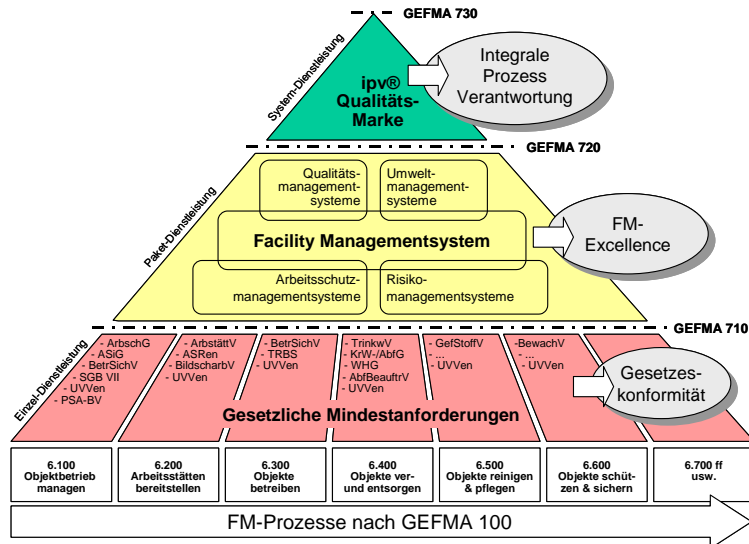 GEFMA 730
System-Dienstleistung
ipv®
Qualitäts-
Marke
Integrale
Prozess
Verantwortung
GEFMA 720
Paket-Dienstleistung
Qualitäts-
management-
systeme
Umwelt-
management-
systeme
Facility Managementsystem
Arbeitsschutz-
managementsysteme
Risiko-
managementsysteme
FM-
Excellence
GEFMA 710
Einzel-Dienstleistung
- ArbschG
- ASiG
- BetrSichV
- SGB VII
- UVVen
- PSA-BV
- ArbstättV
- ASRen
- BildscharbV
- UVVen
- BetrSichV
- TRBS
- UVVen
- TrinkwV
- KrW-/AbfG
- WHG
- AbfBeauftrV
- UVVen
- GefStoffV
- ...
- UVVen
-BewachV
- ...
- UVVen
Gesetzes-
konformität
Gesetzliche Mindestanforderungen
6.100
Objektbetrieb
managen
6.200
Arbeitsstätten
bereitstellen
6.300
Objekte
betreiben
6.400
Objekte ver-
und entsorgen
6.500
Objekte reinigen
& pflegen
6.600
Objekte schüt-
zen & sichern
6.700 ff
usw.
FM-Prozesse nach GEFMA 100